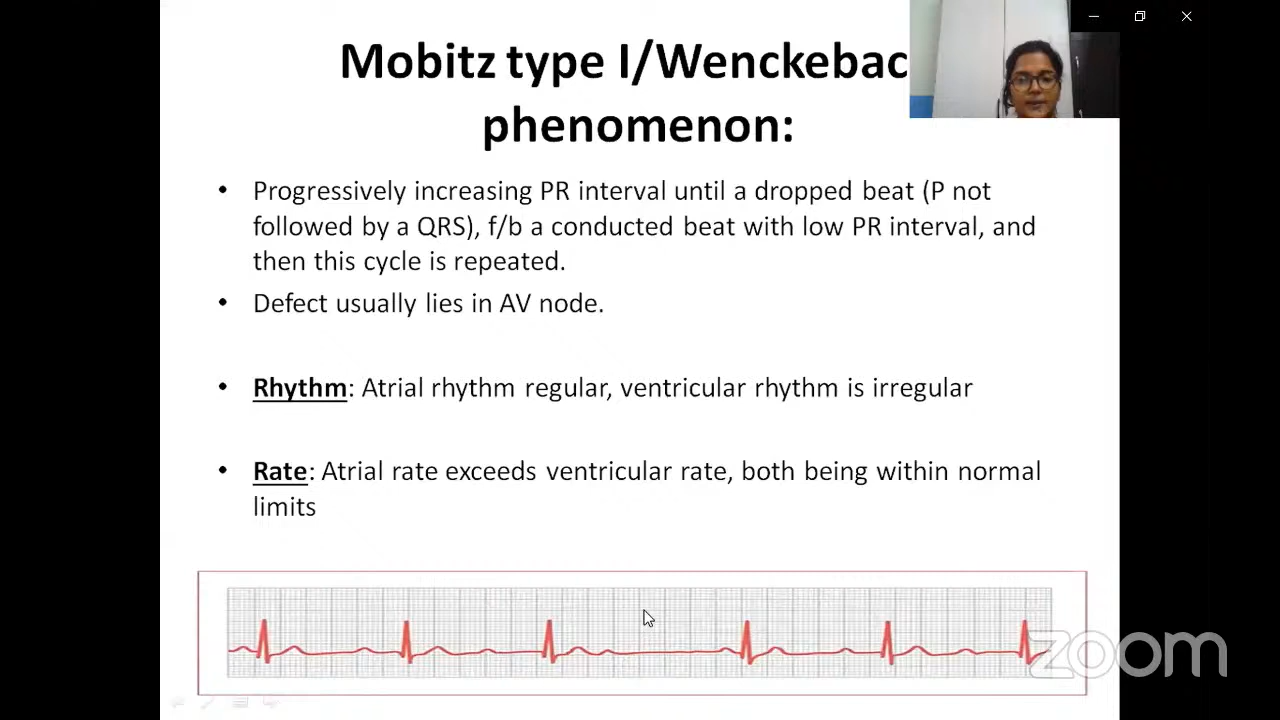 Mobitz type I/Wenckebac
phenomenon:
• Progressively increasing PR interval until a dropped beat (P not
followed by a QRS), f/b a conducted beat with low PR interval, and
then this cycle is repeated.
• Defect usually lies in AV node.
• Rhythm: Atrial rhythm regular, ventricular rhythm is irregular
• Rate: Atrial rate exceeds ventricular rate, both being within normal
limits
zoom